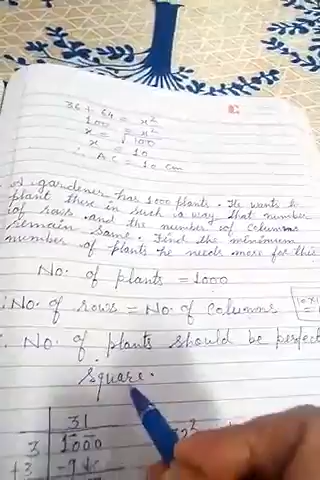 36 + 64 = x²
100 = x²
x = √100
x = 10
∴ AC = 10 cm
A gardener has 1000 plants. He wants to
plant these in such a way that number
of rows and the number of columns
remain same. Find the minimum
number of plants he needs more for this
No. of plants = 1000
∵ No. of rows = No. of columns
∴ No. of plants should be perfect
square.
31
3 1000
+3 -9